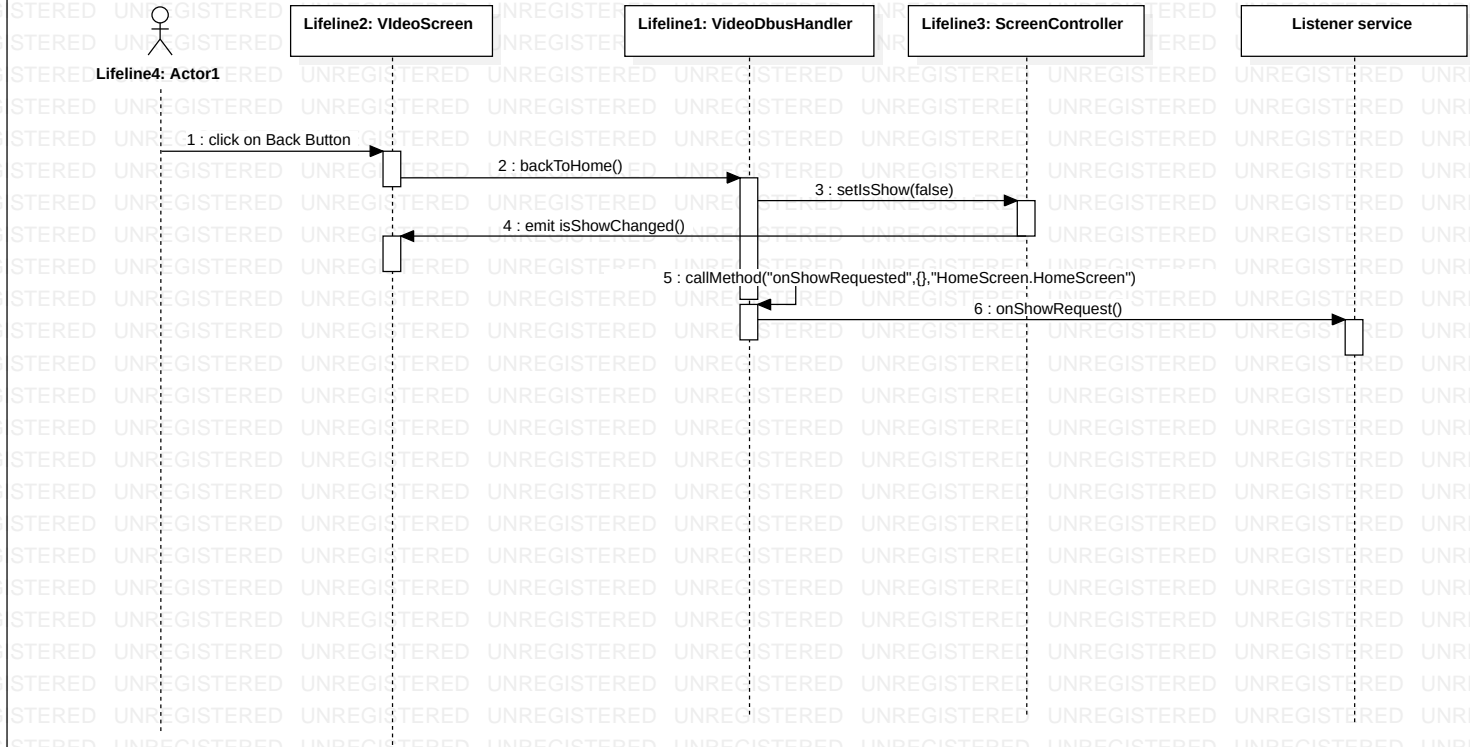 Lifeline2: VIdeoScreen
Lifeline1: VideoDbusHandler
Lifeline3: ScreenController
Listener service
Lifeline4: Actor1
1 : click on Back Button
2 : backToHome()
3 : setIsShow(false)
4 : emit isShowChanged()
5 : callMethod("onShowRequested",{},"HomeScreen.HomeScreen")
6 : onShowRequest()
UNREGISTERED